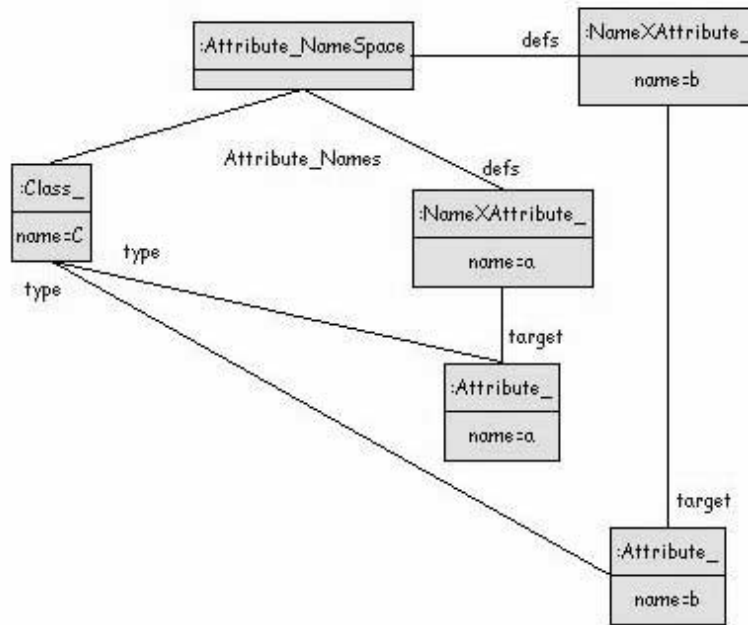 :Attribute_NameSpace
defs
:NameXAttribute_
name=b
Attribute_Names
defs
:Class_
name=C
:NameXAttribute_
name=a
type
type
target
:Attribute_
name=a
target
:Attribute_
name=b